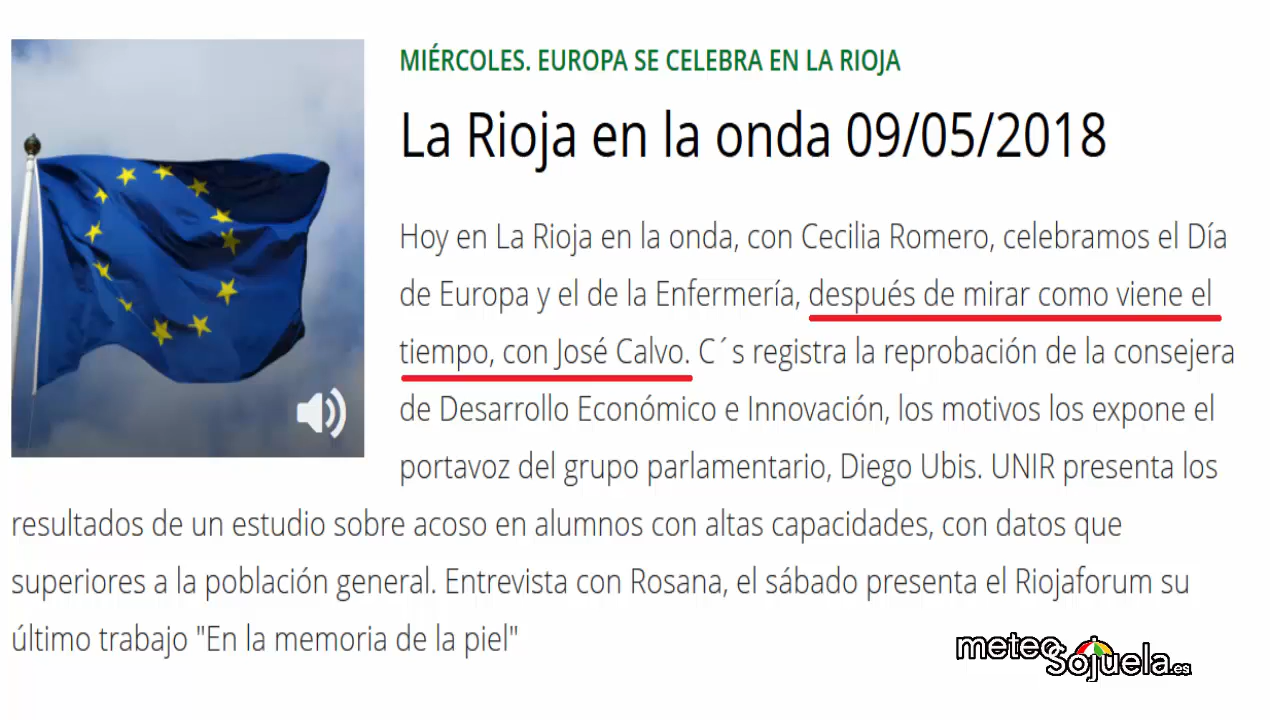 MIÉRCOLES. EUROPA SE CELEBRA EN LA RIOJA
La Rioja en la onda 09/05/2018
Hoy en La Rioja en la onda, con Cecilia Romero, celebramos el Día
de Europa y el de la Enfermería, después de mirar como viene el
tiempo, con José Calvo. C´s registra la reprobación de la consejera
de Desarrollo Económico e Innovación, los motivos los expone el
portavoz del grupo parlamentario, Diego Ubis. UNIR presenta los
resultados de un estudio sobre acoso en alumnos con altas capacidades, con datos que
superiores a la población general. Entrevista con Rosana, el sábado presenta el Riojaforum su
último trabajo "En la memoria de la piel"
meteo
Sojuela.es